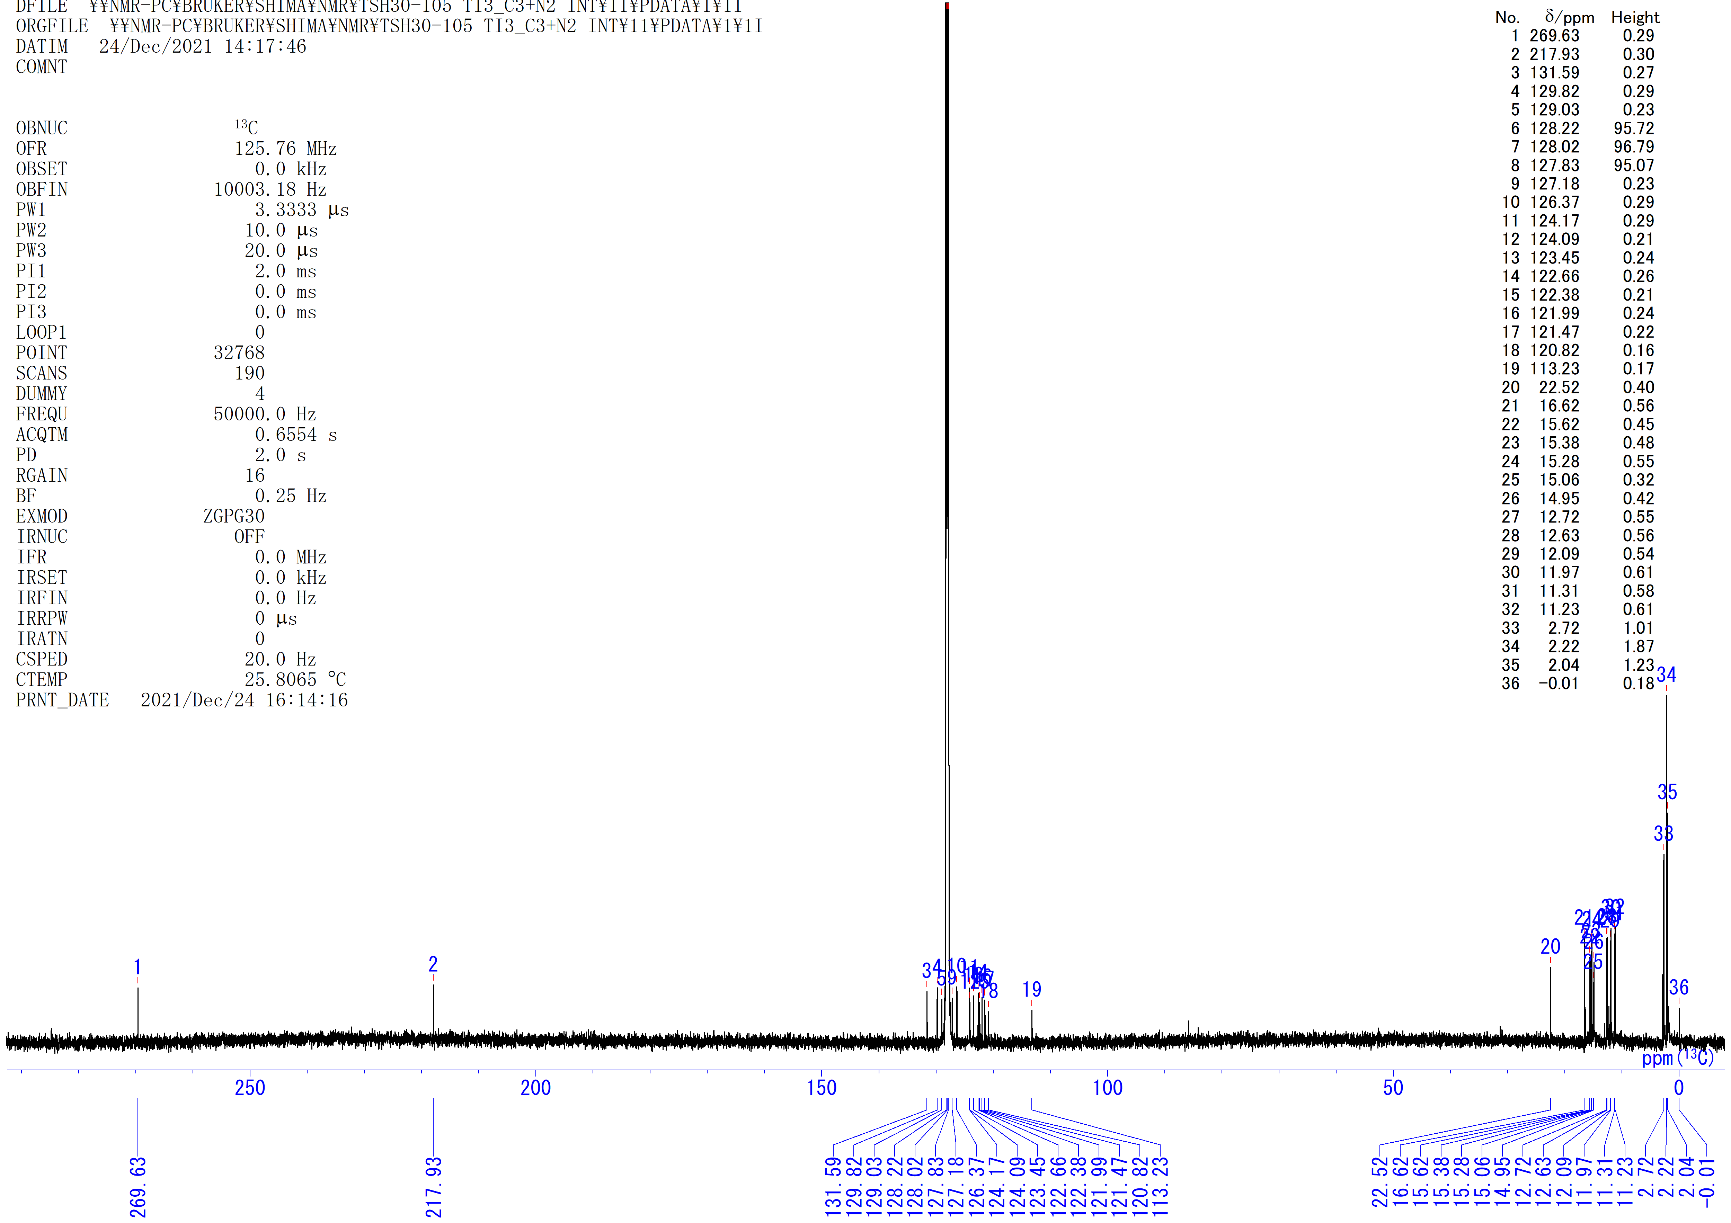 DFILE ¥¥NMR-PC¥BRUKER¥SHIMA¥NMR¥TSH30-105 TI3_C3+N2 INT¥11¥PDATA¥1¥1I
ORGFILE ¥¥NMR-PC¥BRUKER¥SHIMA¥NMR¥TSH30-105 TI3_C3+N2 INT¥11¥PDATA¥1¥1I
DATIM 24/Dec/2021 14:17:46
COMNT
OBNUC 13C
OFR 125.76 MHz
OBSET 0.0 kHz
OBFIN 10003.18 Hz
PW1 3.3333 µs
PW2 10.0 µs
PW3 20.0 µs
PI1 2.0 ms
PI2 0.0 ms
PI3 0.0 ms
LOOP1 0
POINT 32768
SCANS 190
DUMMY 4
FREQU 50000.0 Hz
ACQTM 0.6554 s
PD 2.0 s
RGAIN 16
BF 0.25 Hz
EXMOD ZGPG30
IRNUC OFF
IFR 0.0 MHz
IRSET 0.0 kHz
IRFIN 0.0 Hz
IRRPW 0 µs
IRATN 0
CSPED 20.0 Hz
CTEMP 25.8065 °C
PRNT_DATE 2021/Dec/24 16:14:16
No. δ/ppm Height
1 269.63 0.29
2 217.93 0.30
3 131.59 0.27
4 129.82 0.29
5 129.03 0.23
6 128.22 95.72
7 128.02 96.79
8 127.83 95.07
9 127.18 0.23
10 126.37 0.29
11 124.17 0.29
12 124.09 0.21
13 123.45 0.24
14 122.66 0.26
15 122.38 0.21
16 121.99 0.24
17 121.47 0.22
18 120.82 0.16
19 113.23 0.17
20 22.52 0.40
21 16.62 0.56
22 15.62 0.45
23 15.38 0.48
24 15.28 0.55
25 15.06 0.32
26 14.95 0.42
27 12.72 0.55
28 12.63 0.56
29 12.09 0.54
30 11.97 0.61
31 11.31 0.58
32 11.23 0.61
33 2.72 1.01
34 2.22 1.87
35 2.04 1.23
36 -0.01 0.18
34
35
33
20
1
2
19
36
ppm (13C)
250 200 150 100 50 0
269.63
217.93
131.59
129.82
129.03
128.22
128.02
127.83
127.18
126.37
124.17
124.09
123.45
122.66
122.38
121.99
121.47
120.82
113.23
22.52
16.62
15.62
15.38
15.28
15.06
14.95
12.72
12.63
12.09
11.97
11.31
11.23
2.72
2.22
2.04
-0.01